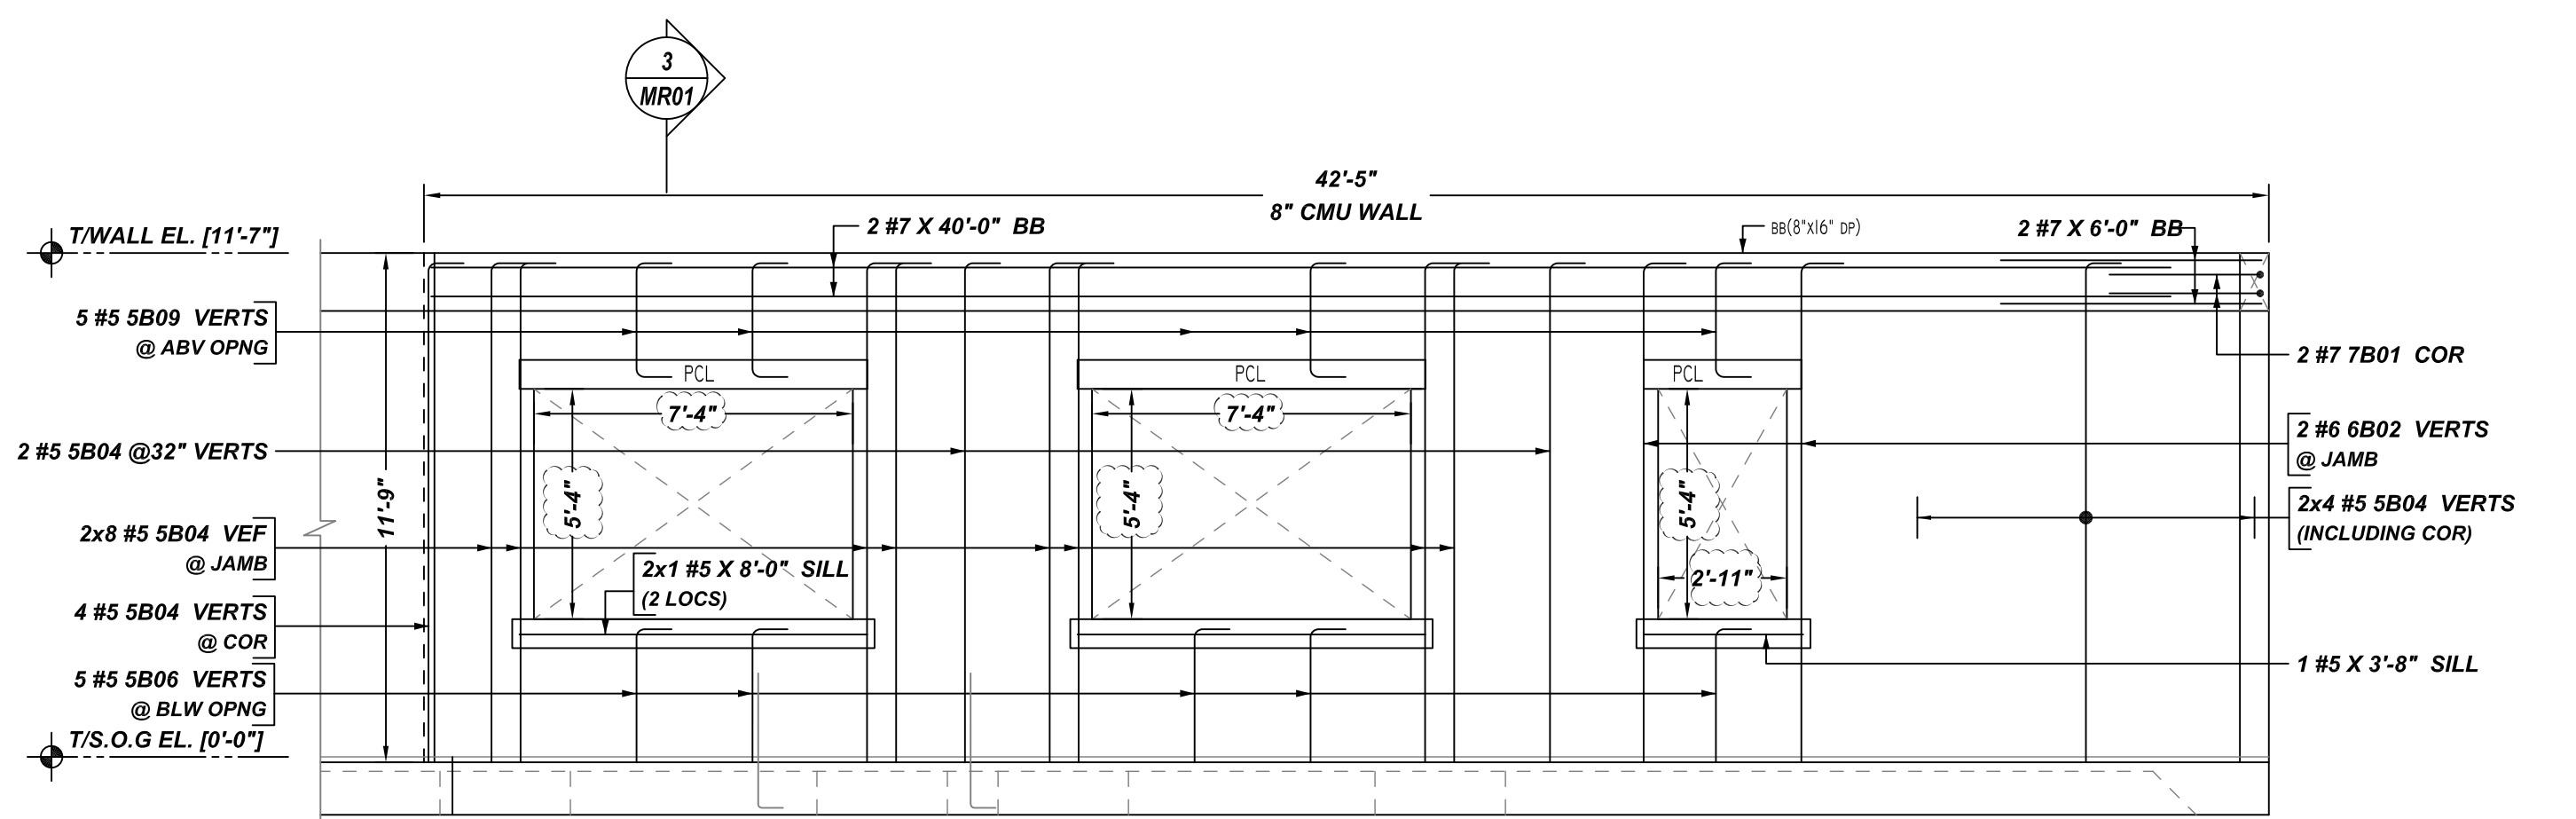 3
MR01
42'-5"
8" CMU WALL
T/WALL EL. [11'-7"]
2 #7 X 40'-0" BB
BB(8"x16" DP)
2 #7 X 6'-0" BB
5 #5 5B09 VERTS
@ ABV OPNG
2 #7 7B01 COR
PCL
PCL
PCL
7'-4"
7'-4"
2 #5 5B04 @32" VERTS
2 #6 6B02 VERTS
@ JAMB
11'-9"
5'-4"
5'-4"
5'-4"
2x4 #5 5B04 VERTS
(INCLUDING COR)
2x8 #5 5B04 VEF
@ JAMB
2x1 #5 X 8'-0" SILL
(2 LOCS)
2'-11"
4 #5 5B04 VERTS
@ COR
1 #5 X 3'-8" SILL
5 #5 5B06 VERTS
@ BLW OPNG
T/S.O.G EL. [0'-0"]